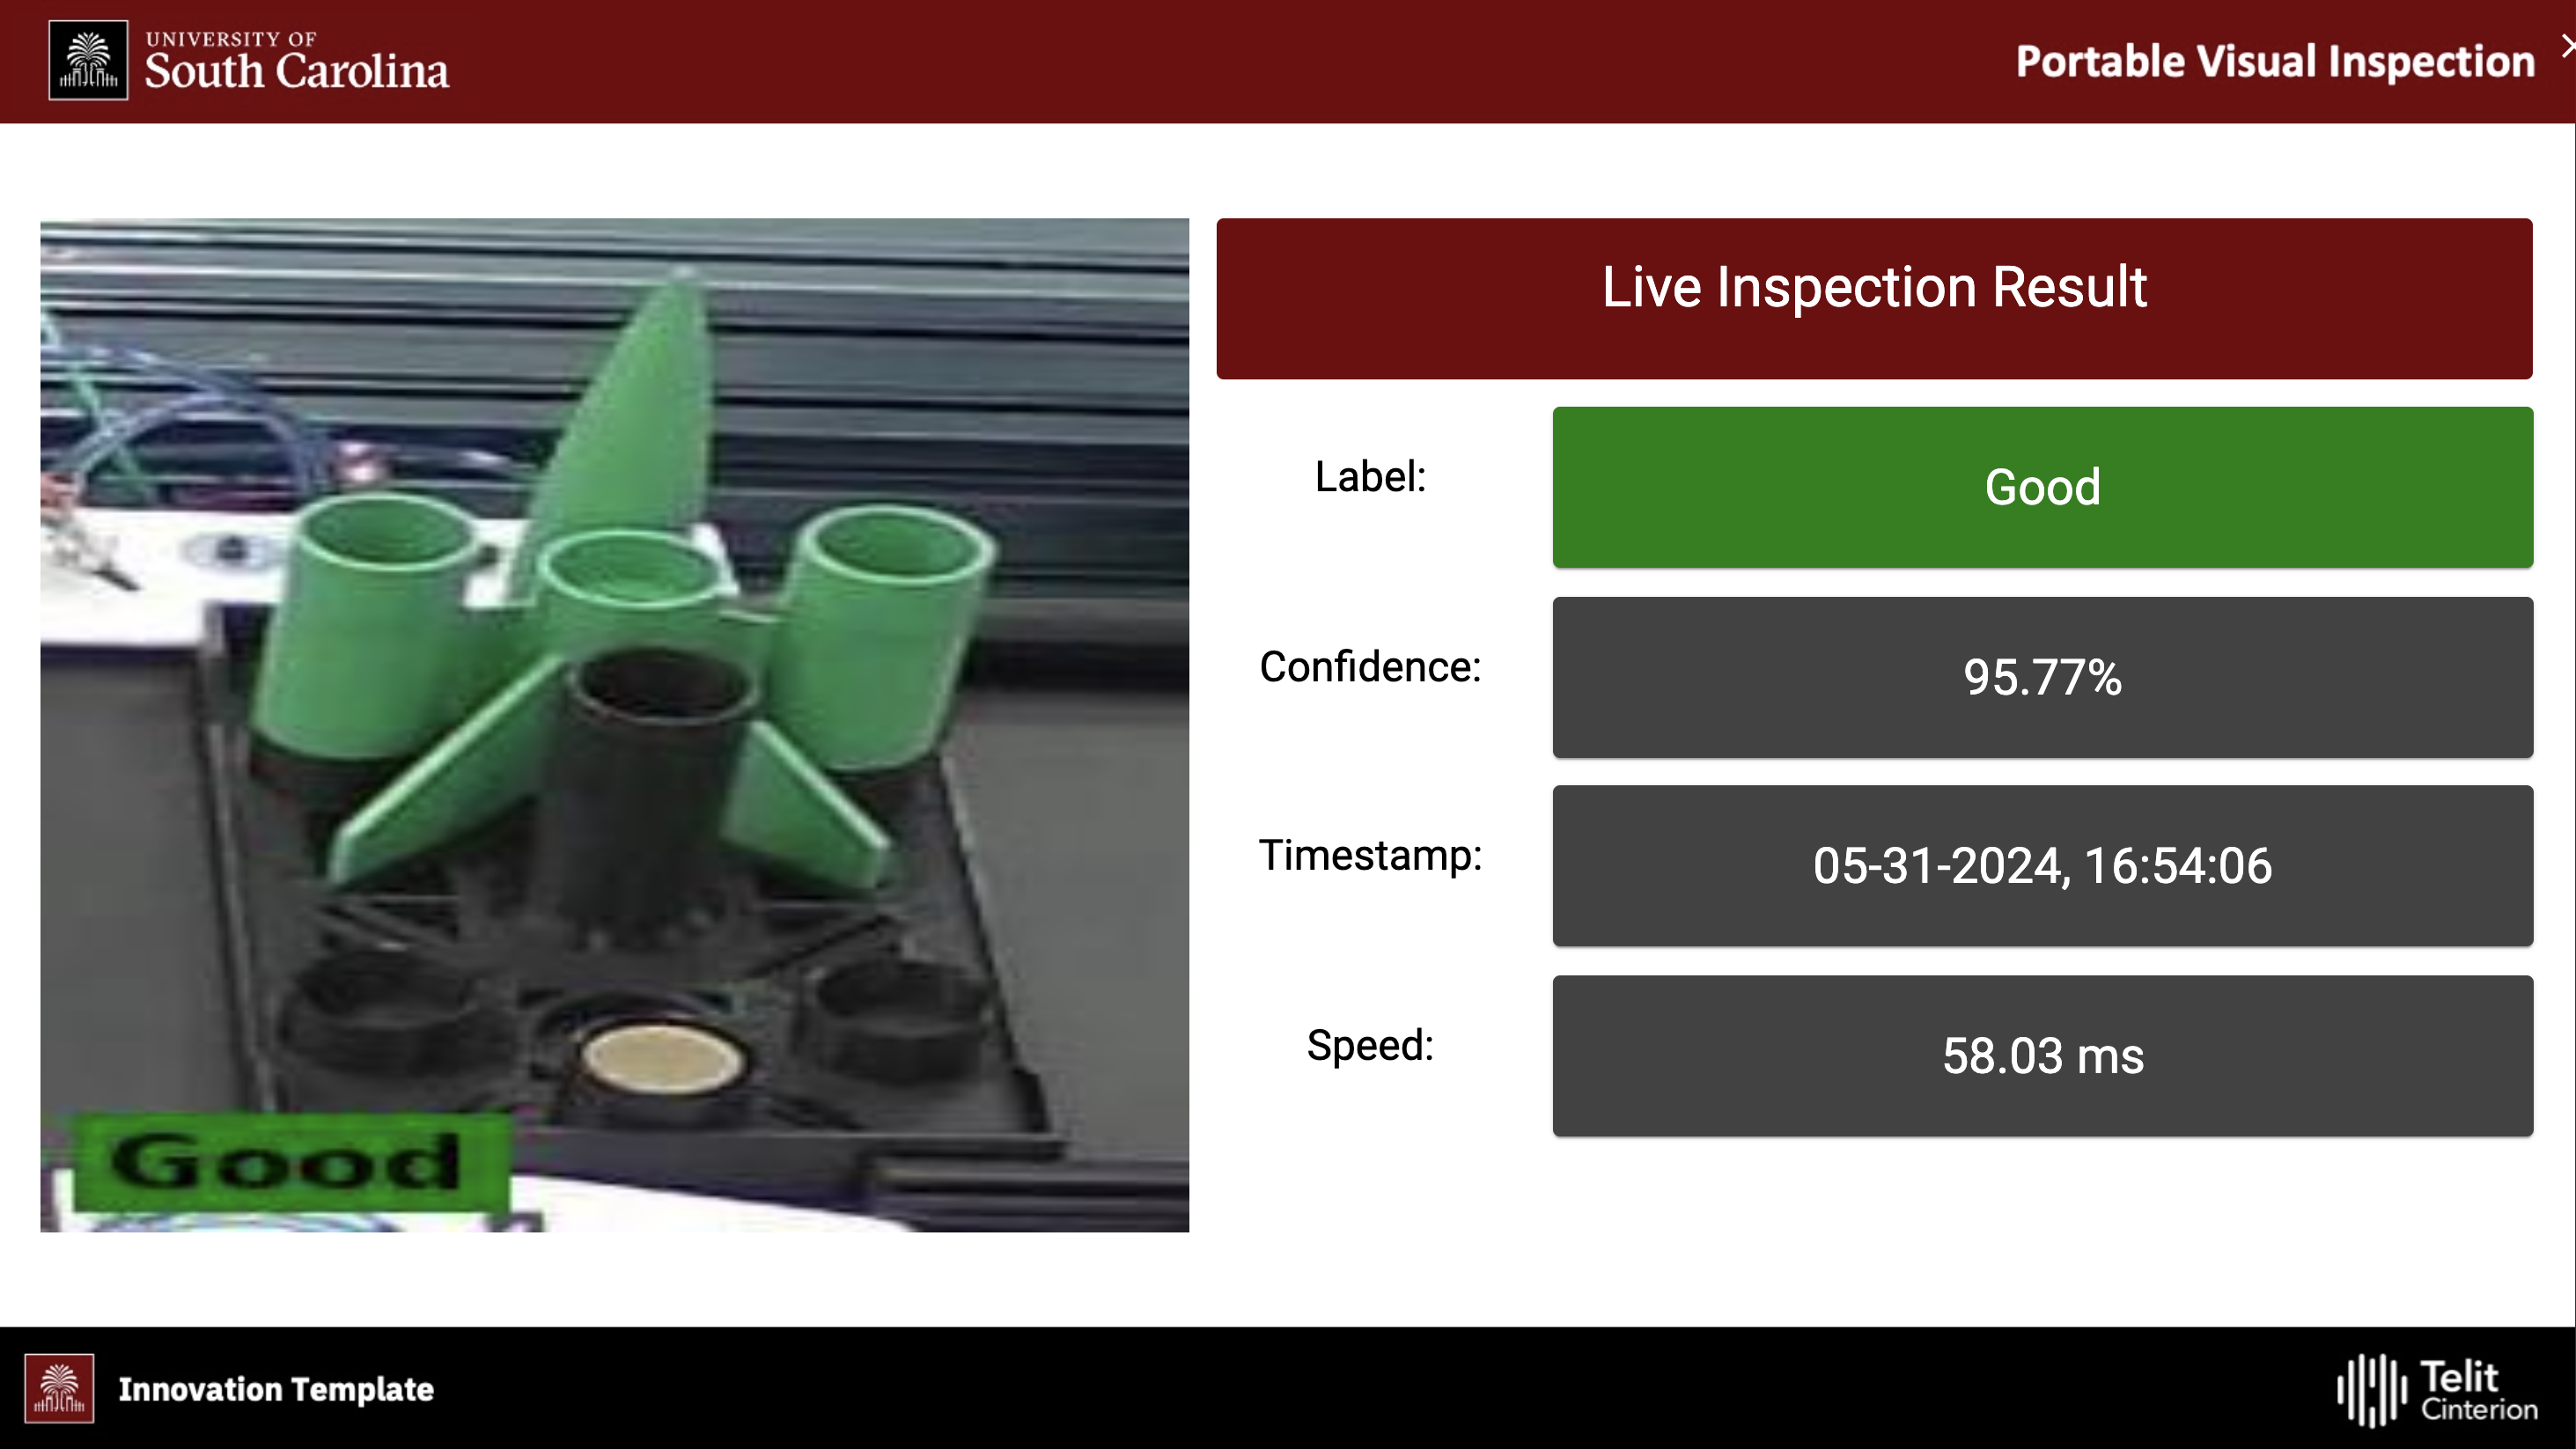 UNIVERSITY OF
South Carolina
Portable Visual Inspection
Live Inspection Result
Label:
Good
Confidence:
95.77%
Timestamp:
05-31-2024, 16:54:06
Speed:
58.03 ms
Good
Innovation Template
Telit
Cinterion